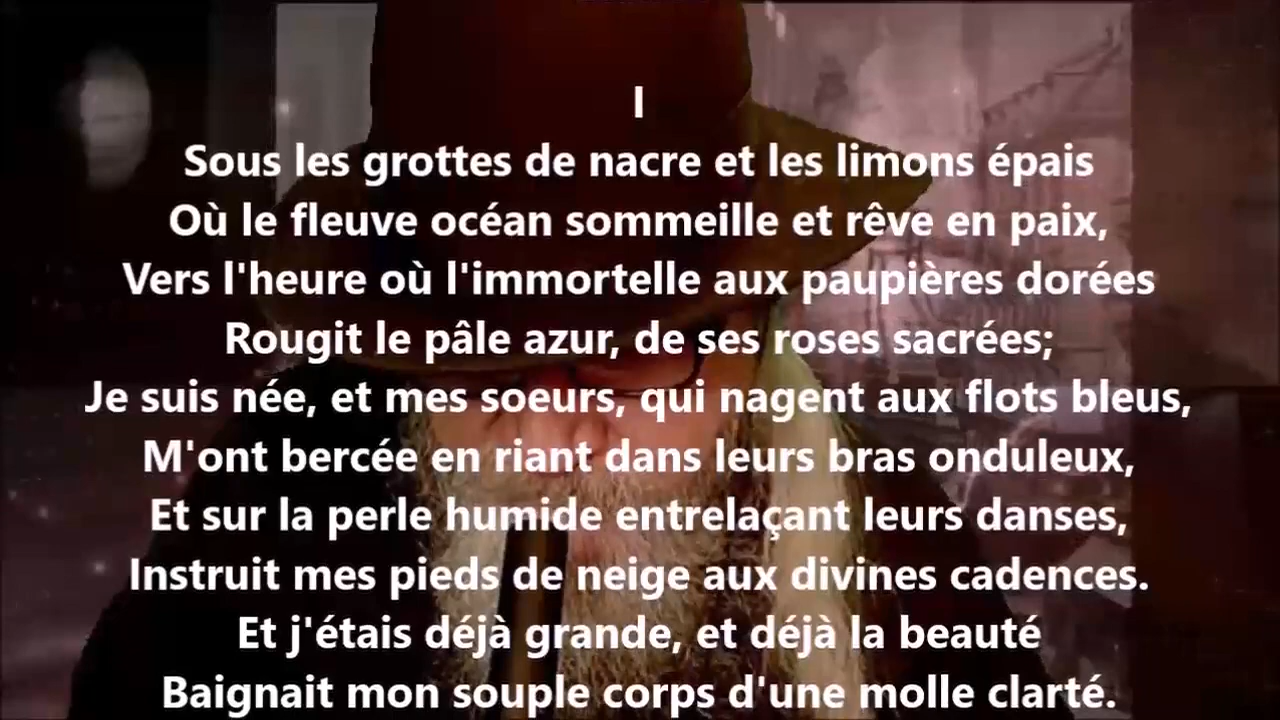 I
Sous les grottes de nacre et les limons épais
Où le fleuve océan sommeille et rêve en paix,
Vers l'heure où l'immortelle aux paupières dorées
Rougit le pâle azur, de ses roses sacrées;
Je suis née, et mes soeurs, qui nagent aux flots bleus,
M'ont bercée en riant dans leurs bras onduleux,
Et sur la perle humide entrelaçant leurs danses,
Instruit mes pieds de neige aux divines cadences.
Et j'étais déjà grande, et déjà la beauté
Baignait mon souple corps d'une molle clarté.